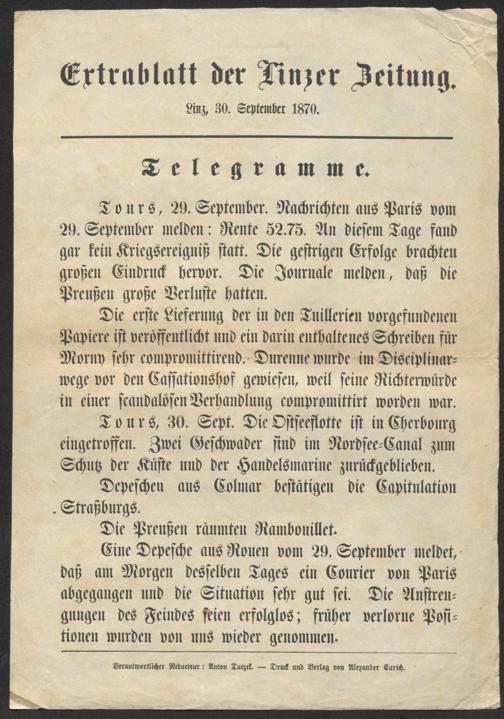 Extrablatt der Linzer Zeitung.
Linz, 30. September 1870.
Telegramme.
Tours, 29. September. Nachrichten aus Paris vom
29. September melden: Rente 52.75. An diesem Tage fand
gar kein Kriegsereigniß statt. Die gestrigen Erfolge brachten
großen Eindruck hervor. Die Journale melden, daß die
Preußen große Verluste hatten.
Die erste Lieferung der in den Tuillerien vorgefundenen
Papiere ist veröffentlicht und ein darin enthaltenes Schreiben für
Morny sehr compromittirend. Durenne wurde im Disciplinar-
wege vor den Cassationshof gewiesen, weil seine Richterwürde
in einer scandalösen Verhandlung compromittirt worden war.
Tours, 30. Sept. Die Ostseeflotte ist in Cherbourg
eingetroffen. Zwei Geschwader sind im Nordsee-Canal zum
Schutz der Küste und der Handelsmarine zurückgeblieben.
Depeschen aus Colmar bestätigen die Capitulation
Straßburgs.
Die Preußen räumten Rambouillet.
Eine Depesche aus Rouen vom 29. September meldet,
daß am Morgen desselben Tages ein Courier von Paris
abgegangen und die Situation sehr gut sei. Die Anstren-
gungen des Feindes seien erfolglos; früher verlorne Posi-
tionen wurden von uns wieder genommen.
Verantwortlicher Redacteur: Anton Duczek. — Druck und Verlag von Alexander Eurich.